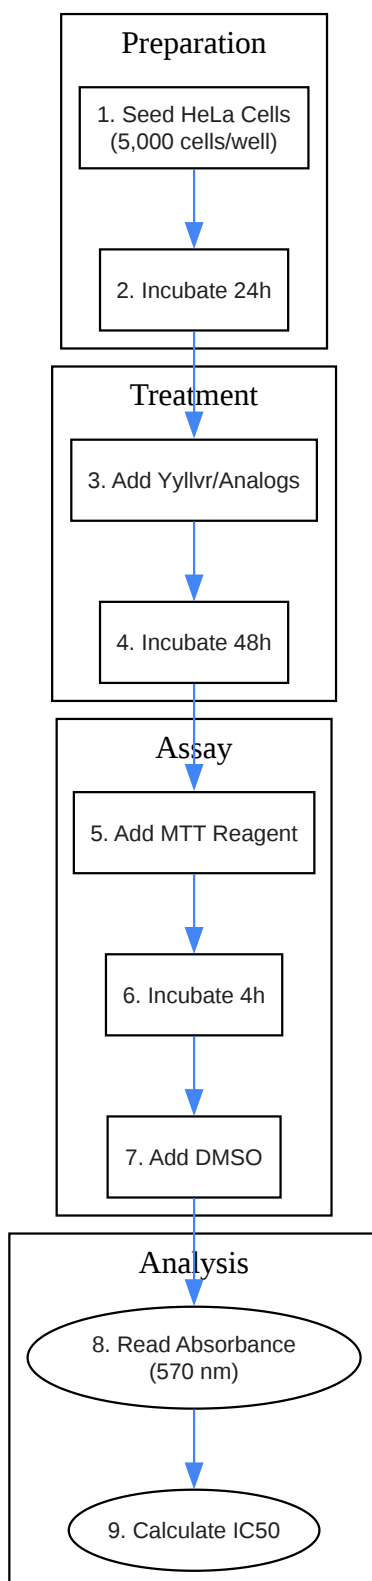 Preparation
1. Seed HeLa Cells
(5,000 cells/well)
2. Incubate 24h
Treatment
3. Add Yyllvr/Analogs
4. Incubate 48h
Assay
5. Add MTT Reagent
6. Incubate 4h
7. Add DMSO
Analysis
8. Read Absorbance
(570 nm)
9. Calculate IC50